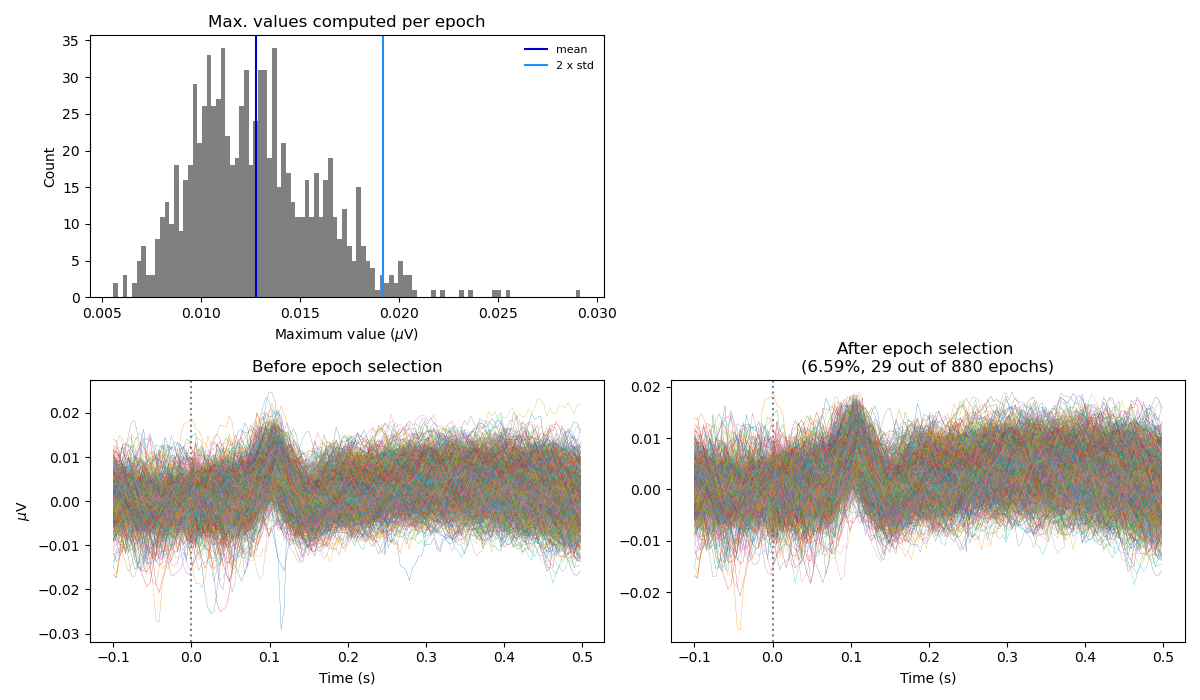 Max. values computed per epoch
35
30
25
20
15
10
5
0
Count
mean
2 x std
0.005 0.010 0.015 0.020 0.025 0.030
Maximum value (μV)
Before epoch selection
0.02
0.01
0.00
−0.01
−0.02
−0.03
μV
−0.1 0.0 0.1 0.2 0.3 0.4 0.5
Time (s)
After epoch selection
(6.59%, 29 out of 880 epochs)
0.02
0.01
0.00
−0.01
−0.02
−0.1 0.0 0.1 0.2 0.3 0.4 0.5
Time (s)